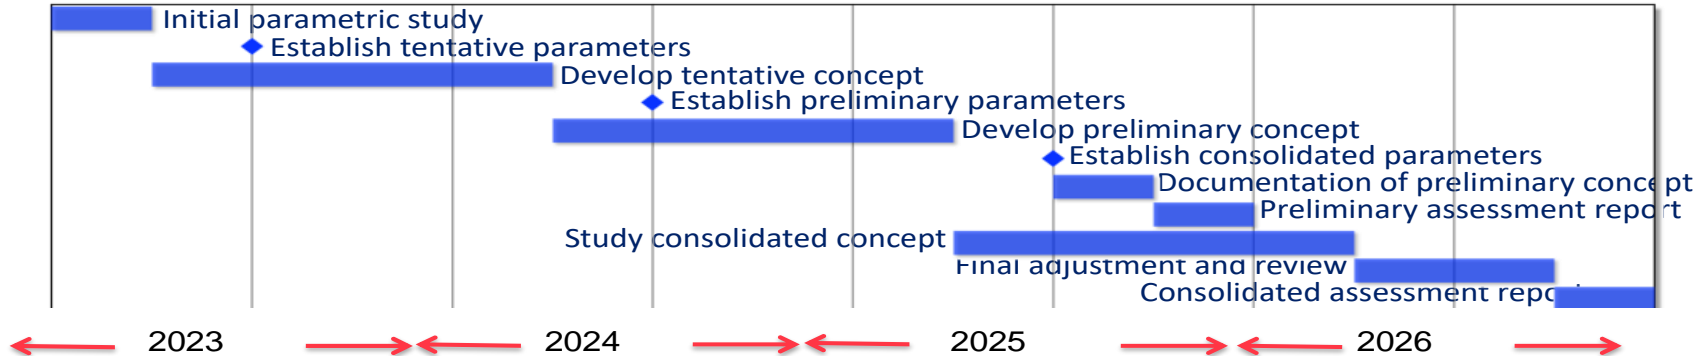 Initial parametric study
Establish tentative parameters
Develop tentative concept
Establish preliminary parameters
Develop preliminary concept
Establish consolidated parameters
Documentation of preliminary concept
Preliminary assessment report
Study consolidated concept
Final adjustment and review
Consolidated assessment report
2023 2024 2025 2026